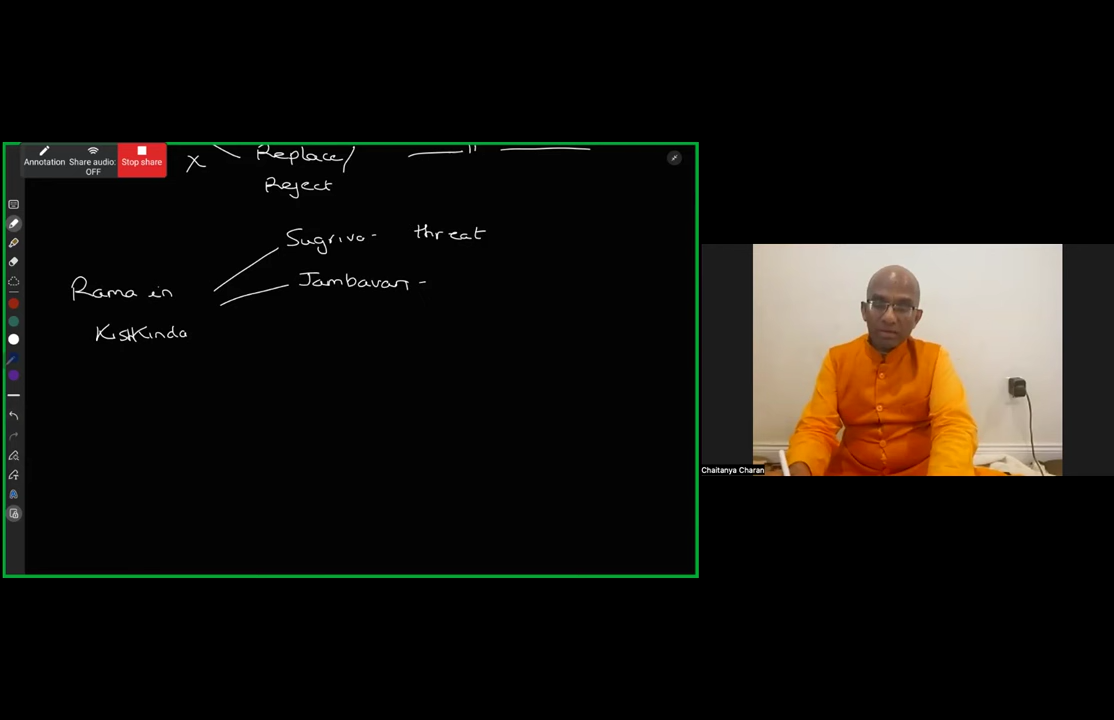 Annotation Share audio: OFF Stop share
X Replace/
Reject
Sugriva - threat
Jambavan -
Rama in
Kishkinda
Chaitanya Charan